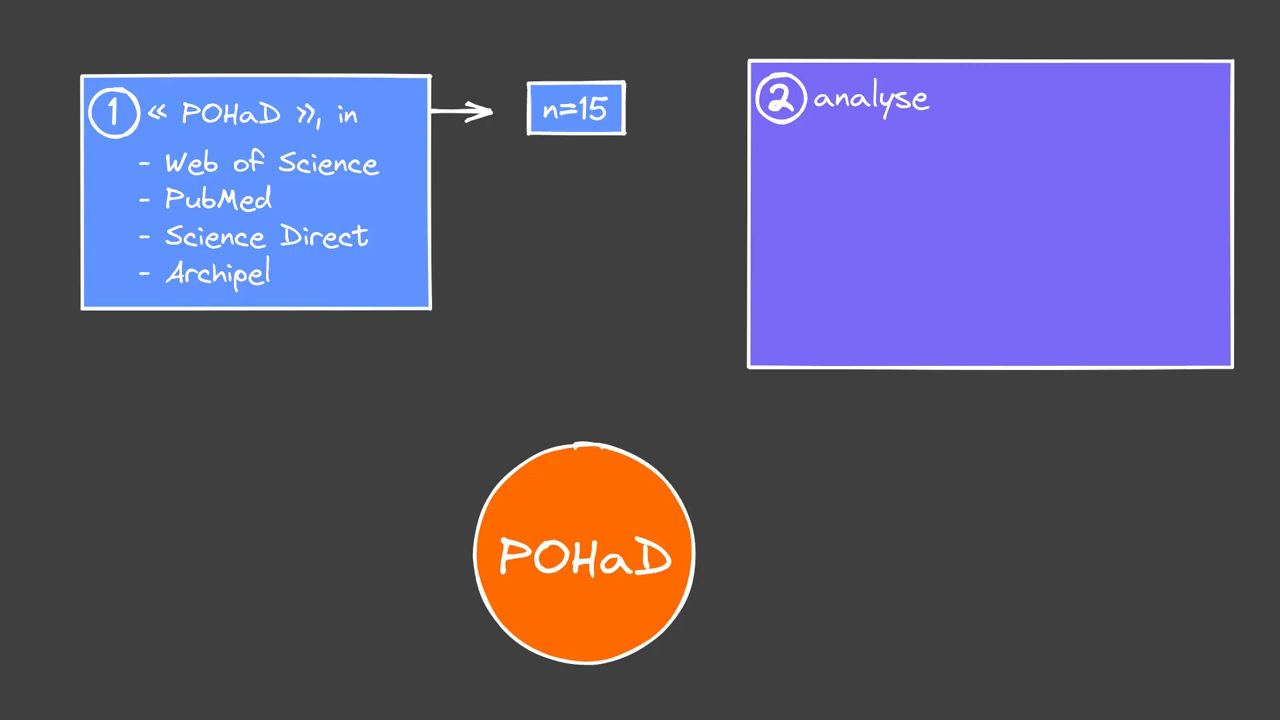 1 « POHaD », in
- Web of Science
- PubMed
- Science Direct
- Archipel
n=15
2 analyse
POHaD